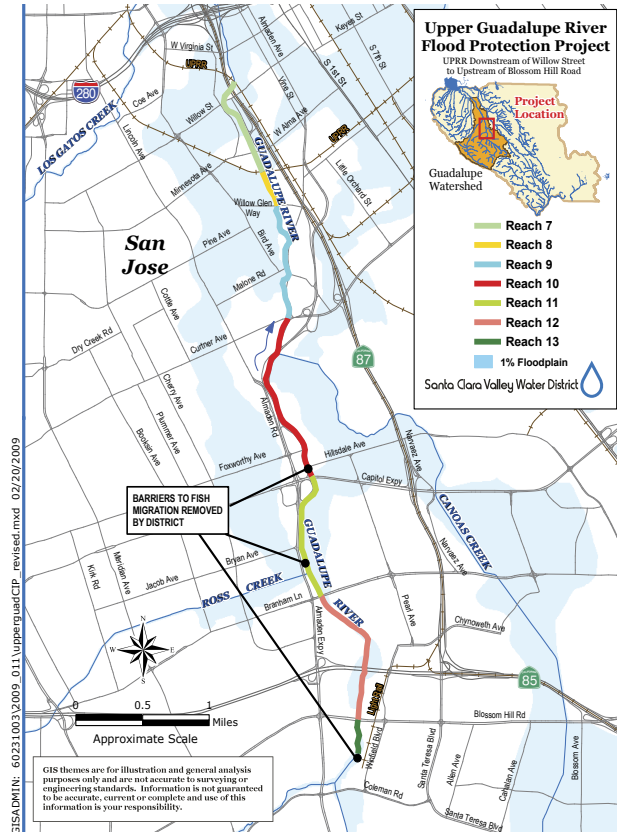 Upper Guadalupe River
Flood Protection Project
UPRR Downstream of Willow Street
to Upstream of Blossom Hill Road
Project
Location
Guadalupe
Watershed
Reach 7
Reach 8
Reach 9
Reach 10
Reach 11
Reach 12
Reach 13
1% Floodplain
Santa Clara Valley Water District
W Virginia St
Almaden Ave
Keyes St
S 7th St
S 1st St
UPRR
280
Coe Ave
Vine St
Willow St
W Alma Ave
UPRR
LOS GATOS CREEK
Lincoln Ave
GUADALUPE RIVER
Little Orchard St
Minnesota Ave
Willow Glen
Way
San
Jose
Pine Ave
Bird Ave
Malone Rd
Cottle Ave
Dry Creek Rd
Curtner Ave
87
Cherry Ave
Plummer Ave
Booksin Ave
Almaden Rd
Foxworthy Ave
Hillsdale Ave
Narvaez Ave
Capitol Expy
BARRIERS TO FISH
MIGRATION REMOVED
BY DISTRICT
CANOAS CREEK
GUADALUPE
RIVER
Narvaez Ave
Kirk Rd
Meridian Ave
Bryan Ave
Jacob Ave
ROSS CREEK
Branham Ln
Almaden Expy
Pearl Ave
Chynoweth Ave
N
W
E
S
85
Light Rail
0
0.5
1
Miles
Approximate Scale
Blossom Hill Rd
Winfield Blvd
Santa Teresa Blvd
Allen Ave
Cahalan Ave
Blossom Ave
Coleman Rd
Santa Teresa Blvd
GIS themes are for illustration and general analysis
purposes only and are not accurate to surveying or
engineering standards. Information is not guaranteed
to be accurate, current or complete and use of this
information is your responsibility.
GISADMIN: 60231003\2009_011\upperguadCIP_revised.mxd 02/20/2009